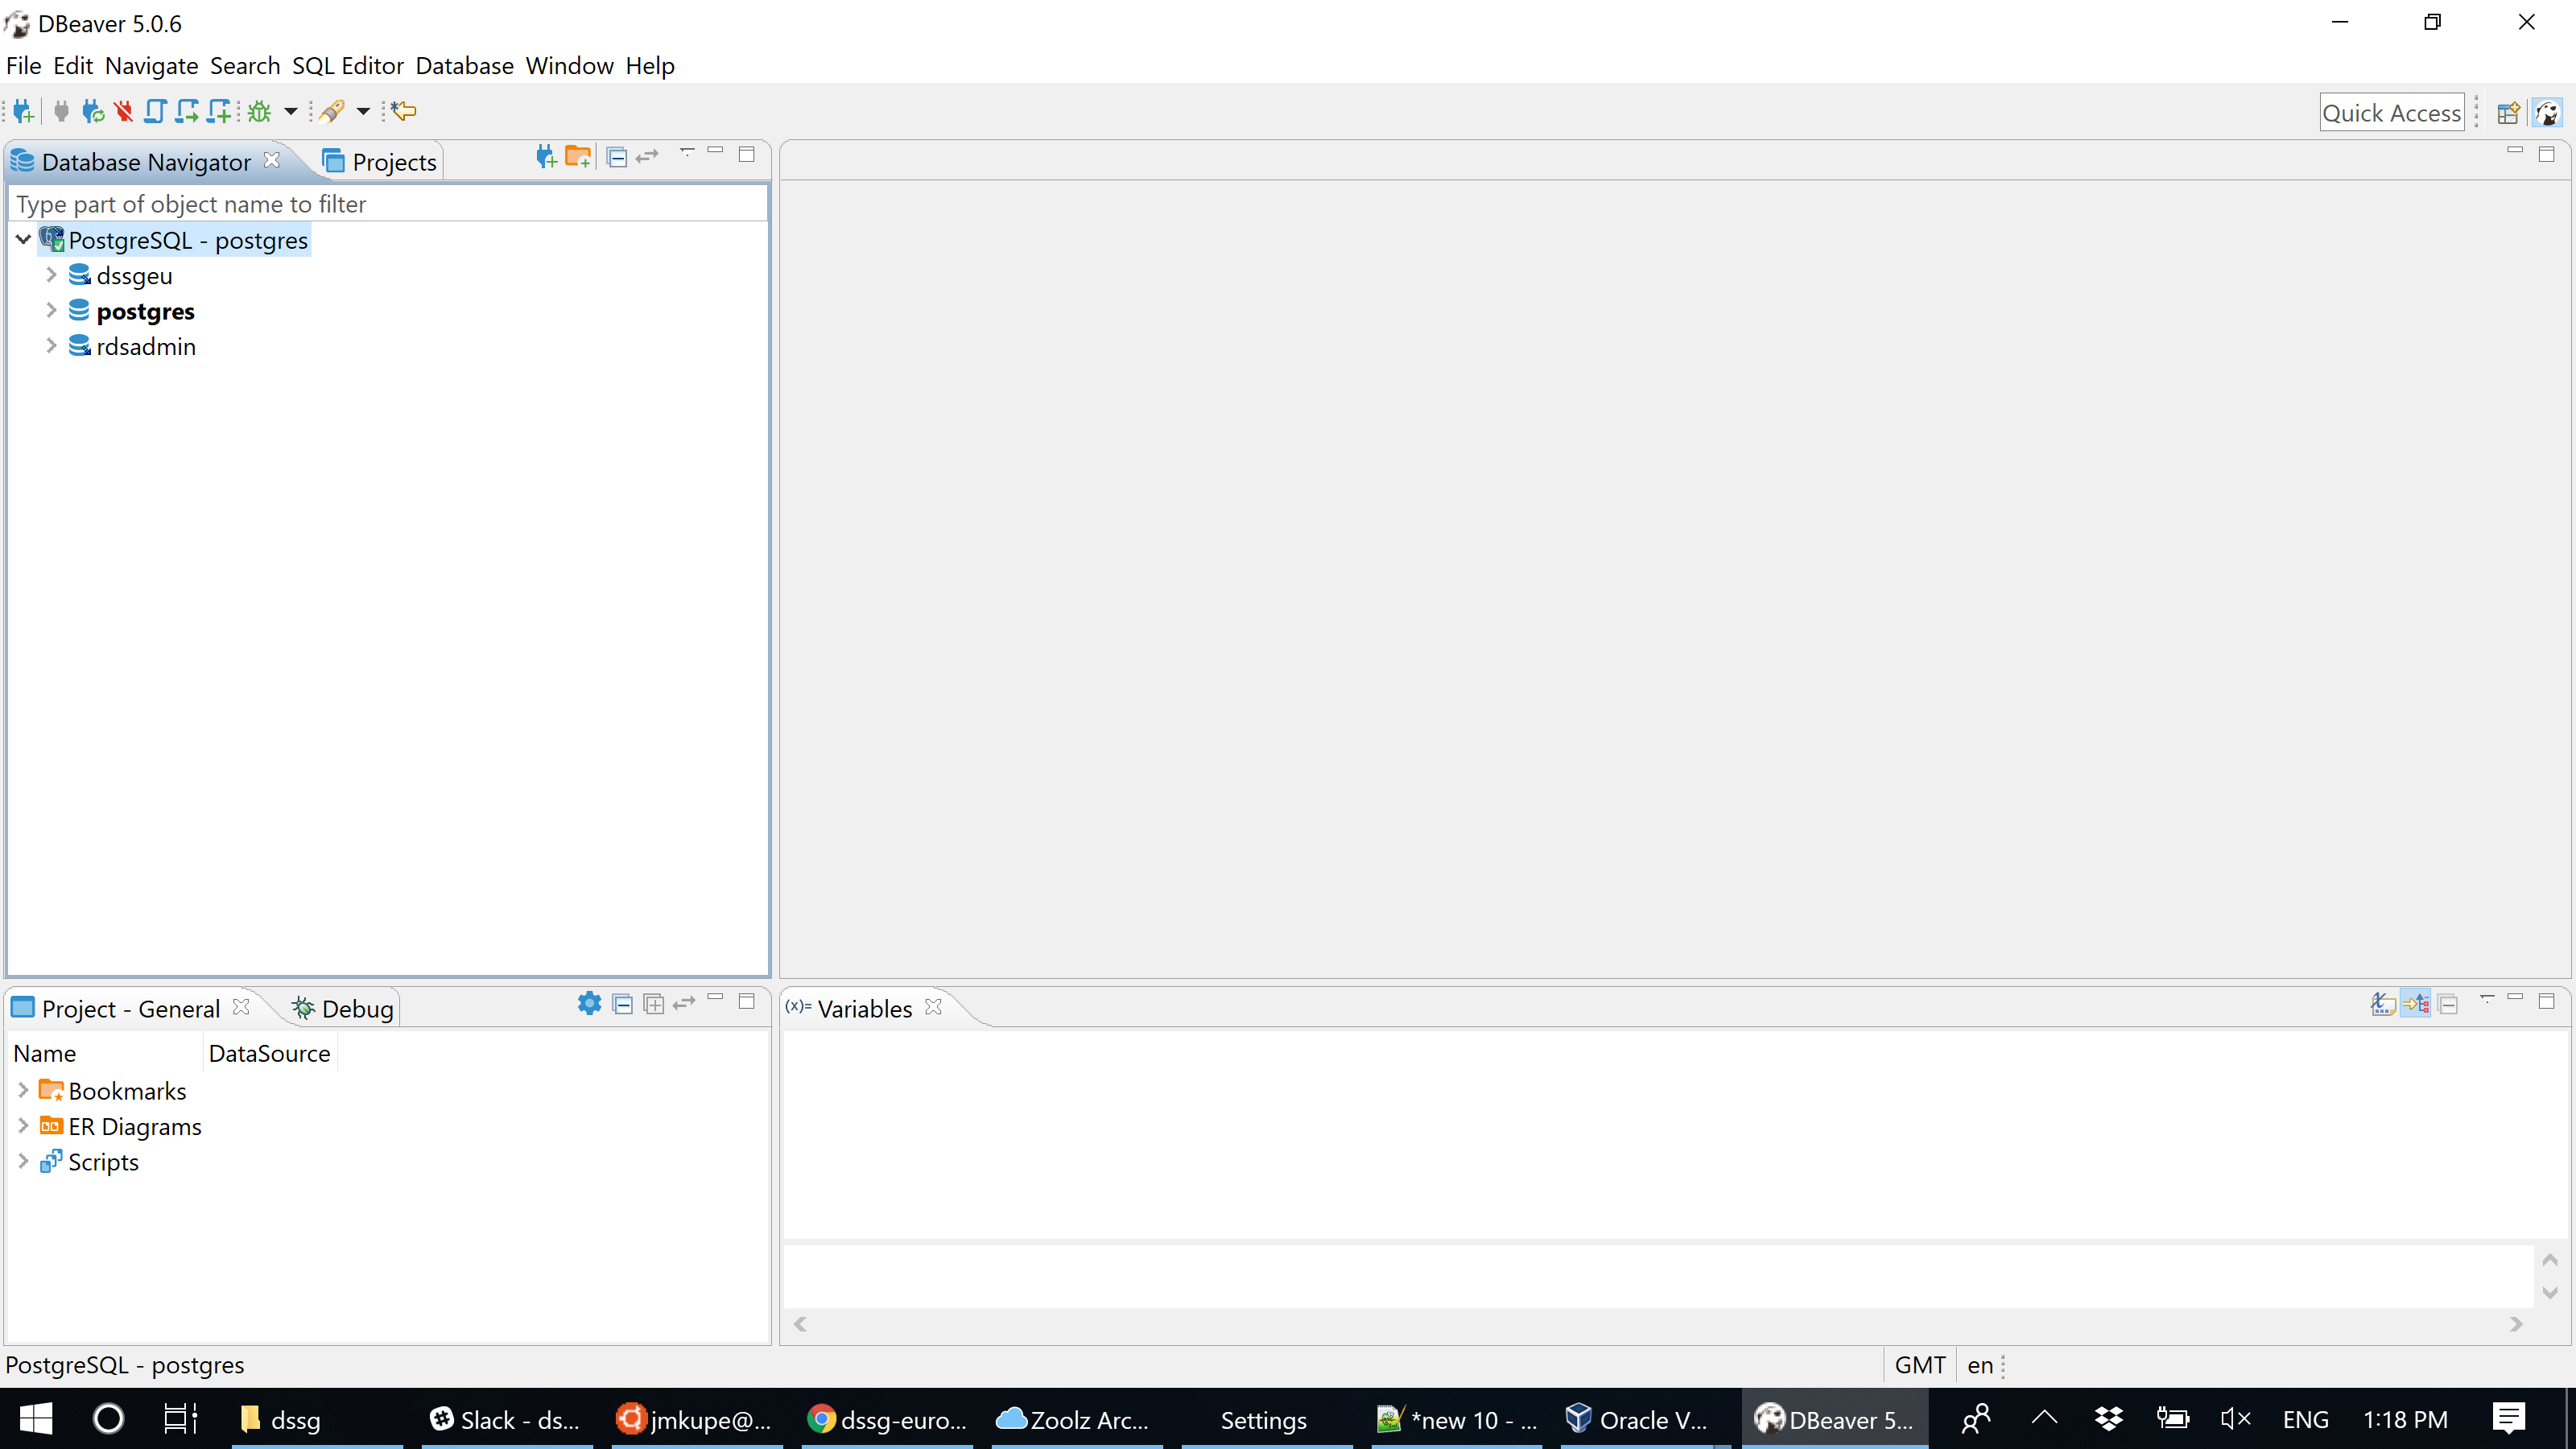 DBeaver 5.0.6
File Edit Navigate Search SQL Editor Database Window Help
Quick Access
Database Navigator Projects
Type part of object name to filter
PostgreSQL - postgres
dssgeu
postgres
rdsadmin
Project - General Debug
Name DataSource
Bookmarks
ER Diagrams
Scripts
(x)= Variables
PostgreSQL - postgres
GMT en
dssg Slack - ds... jmkupe@... dssg-euro... Zoolz Arc... Settings *new 10 - ... Oracle V... DBeaver 5... ENG 1:18 PM